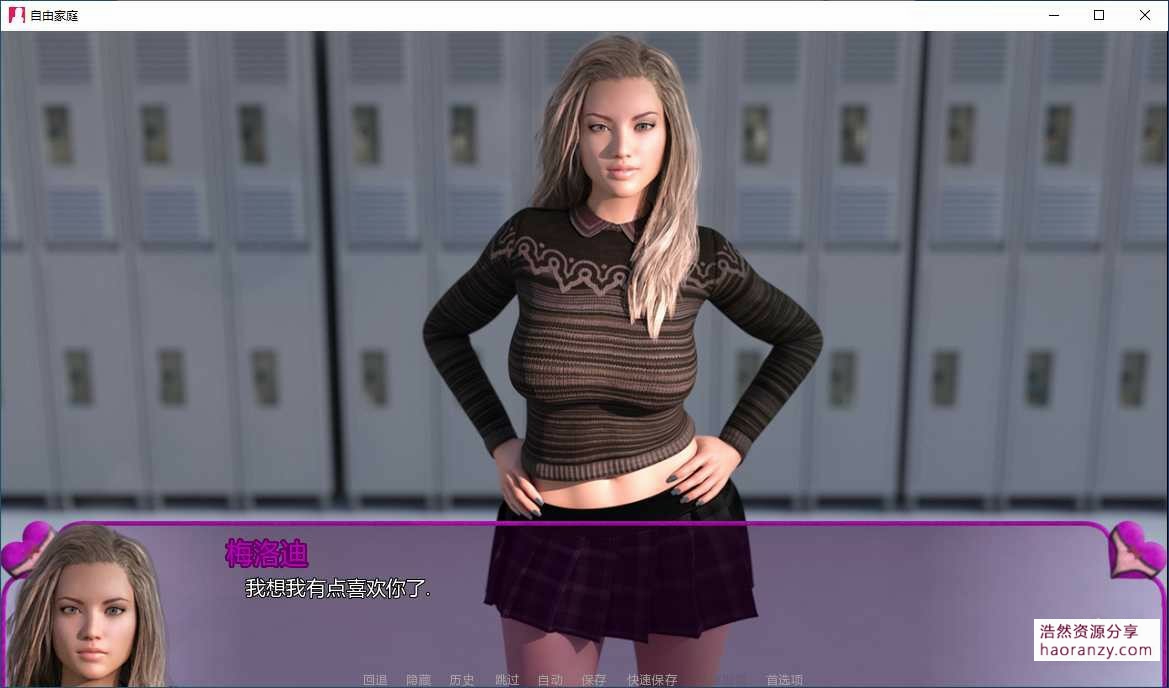 自由家庭
梅洛迪
我想我有点喜欢你了.
浩然资源分享
haoranzy.com
回退 隐藏 历史 跳过 自动 保存 快速保存 首选项